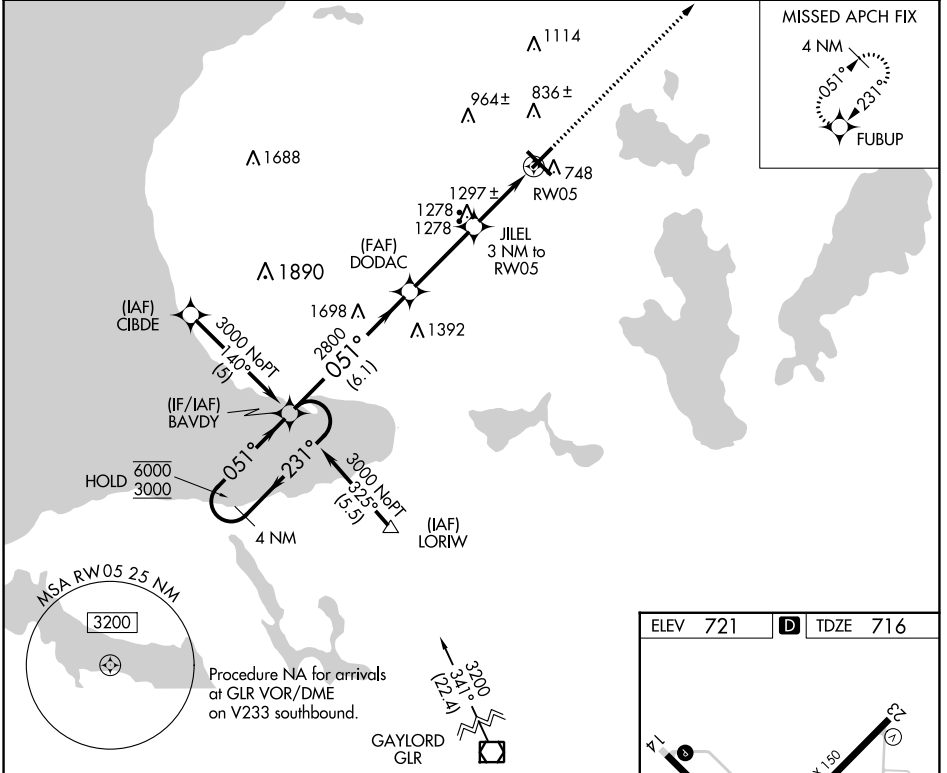 MISSED APCH FIX
4 NM
051°
231°
FUBUP
1114
964±
836±
1688
748
RW05
1297±
1278
1278
JILEL
3 NM to
RW05
(FAF)
DODAC
1890
1698
1392
(IAF)
CIBDE
3000 NoPT
140°
(5)
2800
051°
(6.1)
(IF/IAF)
BAVDY
HOLD
6000
3000
051°
231°
4 NM
3000 NoPT
325°
(5.5)
(IAF)
LORIW
MSA RW05 25 NM
3200
Procedure NA for arrivals
at GLR VOR/DME
on V233 southbound.
3200
341°
(22.4)
GAYLORD
GLR
ELEV 721 D TDZE 716
23
V
14
P
X 150